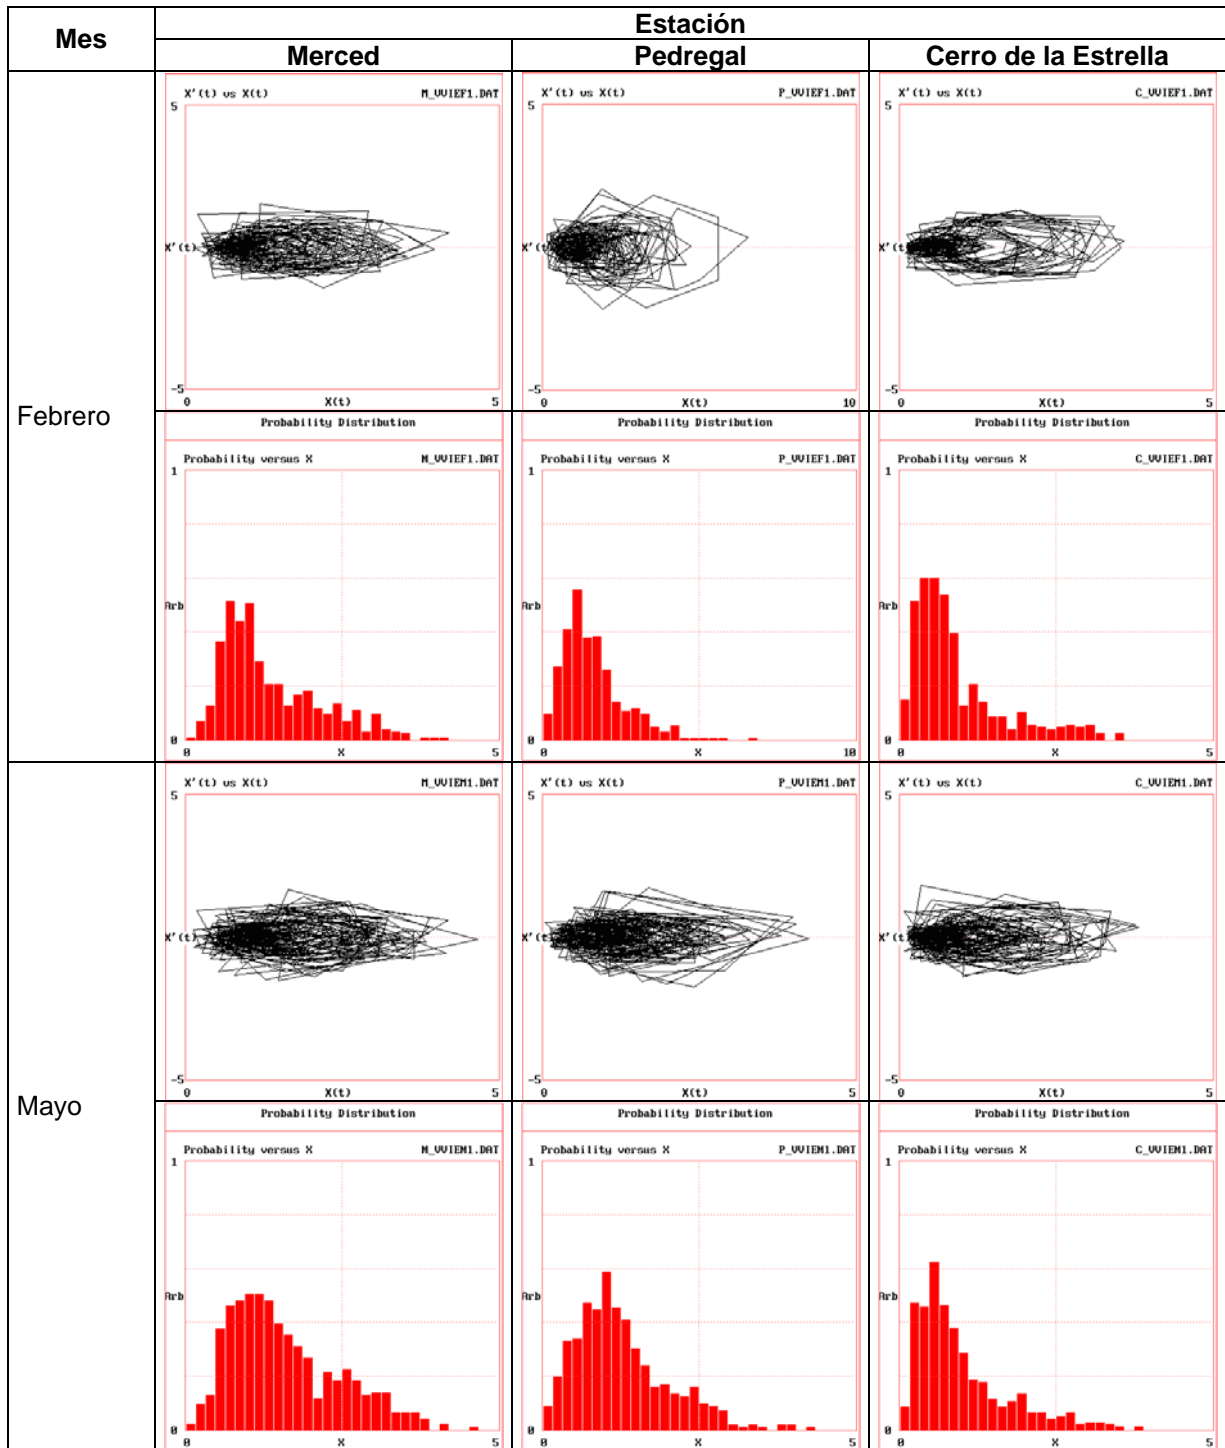 Mes
Estación
Merced Pedregal Cerro de la Estrella
Febrero
X'(t) vs X(t) M_VVIEF1.DAT
5
X'(t)
-5
0 X(t) 5
X'(t) vs X(t) P_VVIEF1.DAT
5
X'(t
-5
0 X(t) 10
X'(t) vs X(t) C_VVIEF1.DAT
5
X'(t
-5
0 X(t) 5
Probability Distribution
Probability versus X M_VVIEF1.DAT
1
Arb
0
0 X 5
Probability Distribution
Probability versus X P_VVIEF1.DAT
1
Arb
0
0 X 10
Probability Distribution
Probability versus X C_VVIEF1.DAT
1
Arb
0
0 X 5
Mayo
X'(t) vs X(t) M_VVIEM1.DAT
5
X'(t)
-5
0 X(t) 5
X'(t) vs X(t) P_VVIEM1.DAT
5
X'(t
-5
0 X(t) 5
X'(t) vs X(t) C_VVIEM1.DAT
5
X'(t
-5
0 X(t) 5
Probability Distribution
Probability versus X M_VVIEM1.DAT
1
Arb
0
0 X 5
Probability Distribution
Probability versus X P_VVIEM1.DAT
1
Arb
0
0 X 5
Probability Distribution
Probability versus X C_VVIEM1.DAT
1
Arb
0
0 X 5